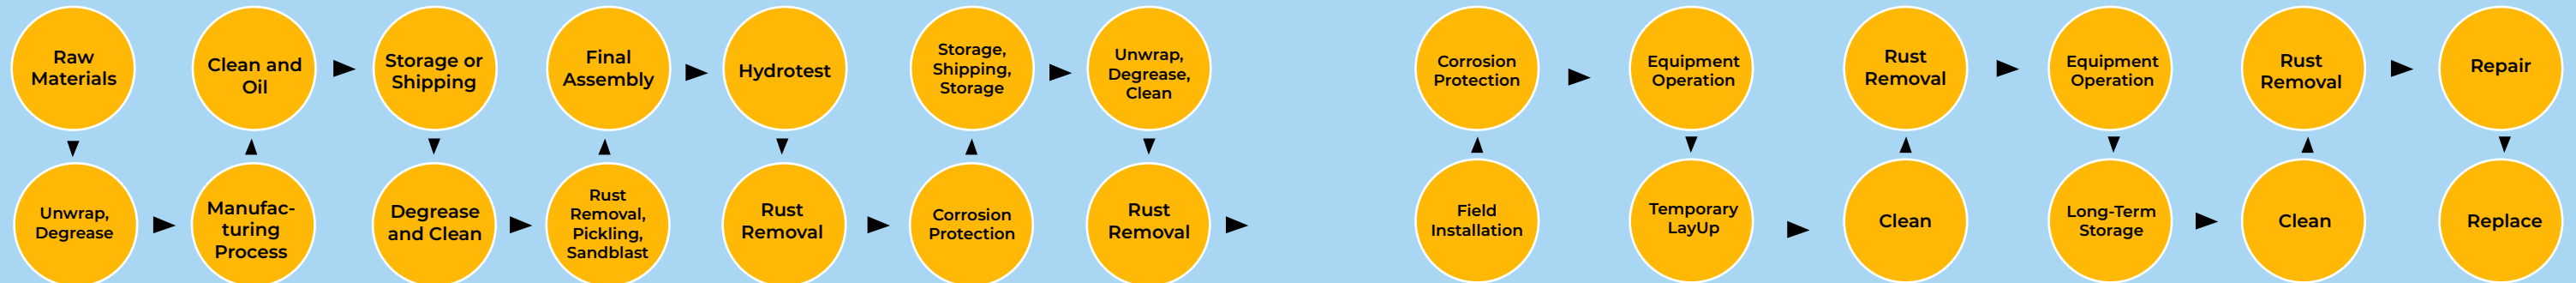 Raw
Materials
Unwrap,
Degrease
Manufac-
turing
Process
Clean and
Oil
Storage or
Shipping
Degrease
and Clean
Rust
Removal,
Pickling,
Sandblast
Final
Assembly
Hydrotest
Rust
Removal
Corrosion
Protection
Storage,
Shipping,
Storage
Unwrap,
Degrease,
Clean
Rust
Removal
Field
Installation
Corrosion
Protection
Equipment
Operation
Temporary
LayUp
Clean
Rust
Removal
Equipment
Operation
Long-Term
Storage
Clean
Rust
Removal
Repair
Replace